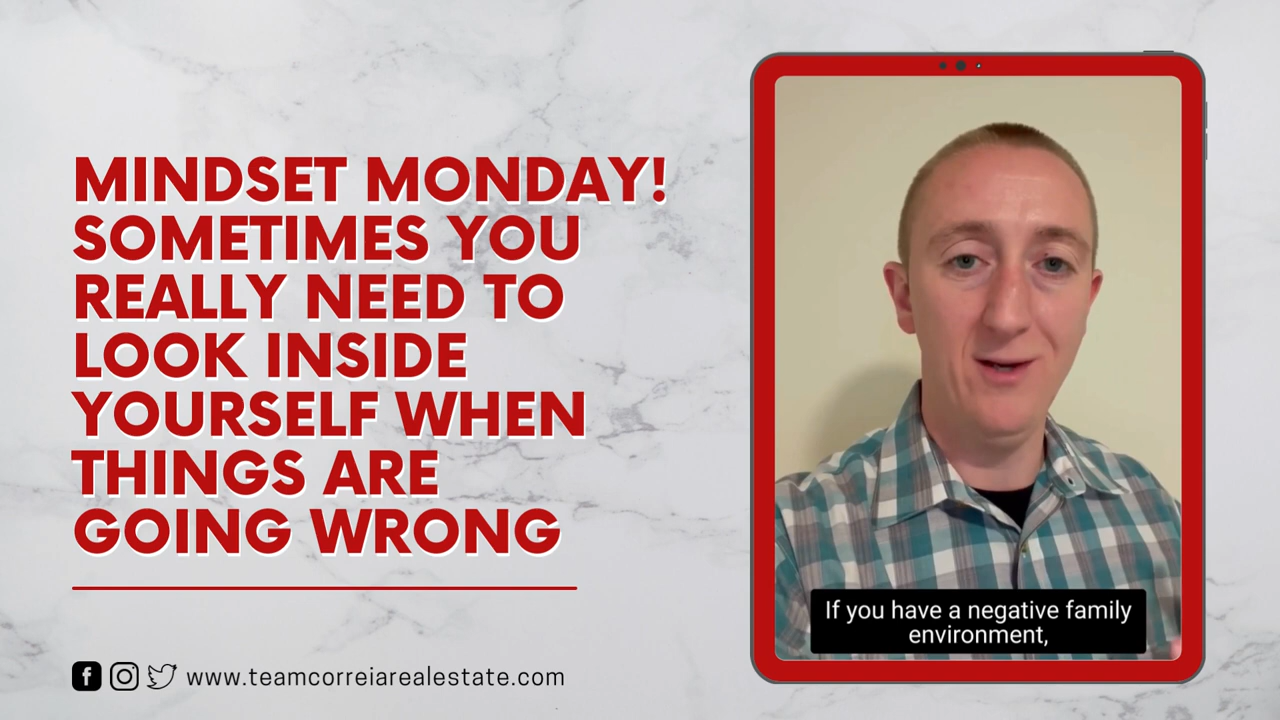 MINDSET MONDAY!
SOMETIMES YOU
REALLY NEED TO
LOOK INSIDE
YOURSELF WHEN
THINGS ARE
GOING WRONG
www.teamcorreiarealestate.com
If you have a negative family
environment,